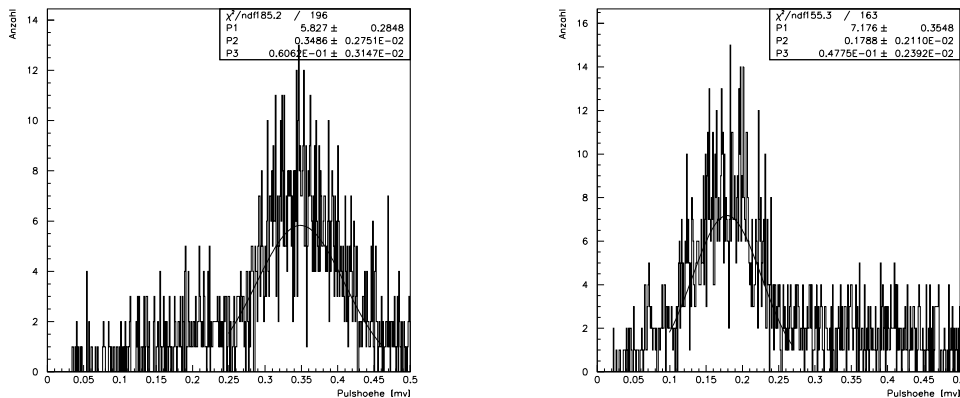 χ²/ndf185.2 / 196
P1 5.827 ± 0.2848
P2 0.3486 ± 0.2751E-02
P3 0.6062E-01 ± 0.3147E-02
Anzahl
14
12
10
8
6
4
2
0
0 0.05 0.1 0.15 0.2 0.25 0.3 0.35 0.4 0.45 0.5
Pulshoehe [mv]
χ²/ndf155.3 / 163
P1 7.176 ± 0.3548
P2 0.1788 ± 0.2110E-02
P3 0.4775E-01 ± 0.2392E-02
Anzahl
16
14
12
10
8
6
4
2
0
0 0.05 0.1 0.15 0.2 0.25 0.3 0.35 0.4 0.45 0.5
Pulshoehe [mv]